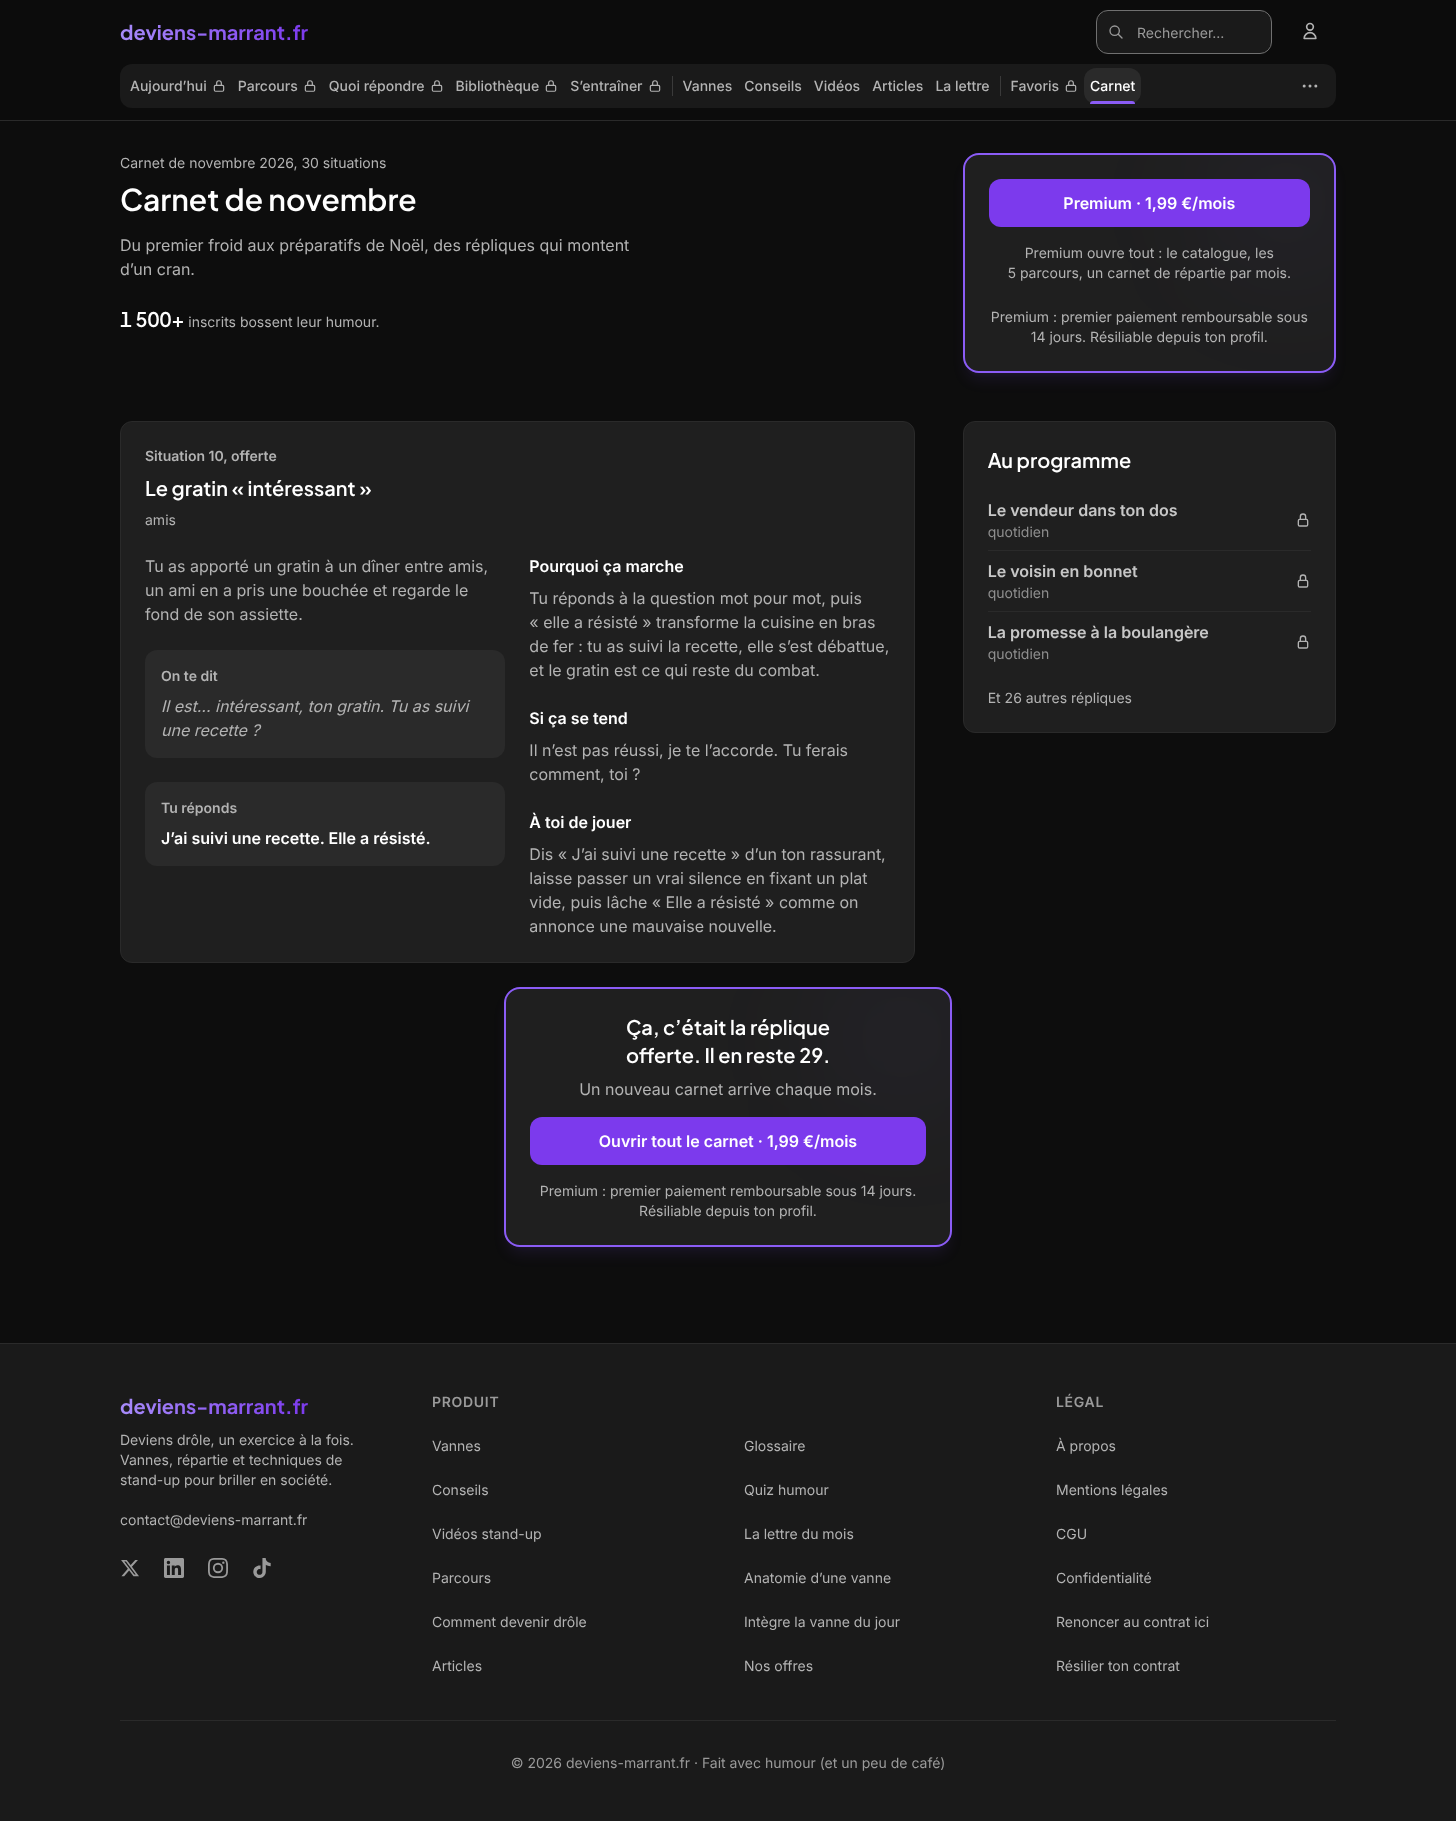 deviens-marrant.fr
Rechercher...
Aujourd’hui Parcours Quoi répondre Bibliothèque S’entraîner Vannes Conseils Vidéos Articles La lettre Favoris Carnet
Carnet de novembre 2026, 30 situations
Carnet de novembre
Du premier froid aux préparatifs de Noël, des répliques qui montent
d’un cran.
1 500+ inscrits bossent leur humour.
Premium · 1,99 €/mois
Premium ouvre tout : le catalogue, les
5 parcours, un carnet de répartie par mois.
Premium : premier paiement remboursable sous
14 jours. Résiliable depuis ton profil.
Situation 10, offerte
Le gratin « intéressant »
amis
Tu as apporté un gratin à un dîner entre amis,
un ami en a pris une bouchée et regarde le
fond de son assiette.
On te dit
Il est… intéressant, ton gratin. Tu as suivi
une recette ?
Tu réponds
J’ai suivi une recette. Elle a résisté.
Pourquoi ça marche
Tu réponds à la question mot pour mot, puis
« elle a résisté » transforme la cuisine en bras
de fer : tu as suivi la recette, elle s’est débattue,
et le gratin est ce qui reste du combat.
Si ça se tend
Il n’est pas réussi, je te l’accorde. Tu ferais
comment, toi ?
À toi de jouer
Dis « J’ai suivi une recette » d’un ton rassurant,
laisse passer un vrai silence en fixant un plat
vide, puis lâche « Elle a résisté » comme on
annonce une mauvaise nouvelle.
Au programme
Le vendeur dans ton dos
quotidien
Le voisin en bonnet
quotidien
La promesse à la boulangère
quotidien
Et 26 autres répliques
Ça, c’était la réplique
offerte. Il en reste 29.
Un nouveau carnet arrive chaque mois.
Ouvrir tout le carnet · 1,99 €/mois
Premium : premier paiement remboursable sous 14 jours.
Résiliable depuis ton profil.
deviens-marrant.fr
Deviens drôle, un exercice à la fois.
Vannes, répartie et techniques de
stand-up pour briller en société.
contact@deviens-marrant.fr
PRODUIT
Vannes
Conseils
Vidéos stand-up
Parcours
Comment devenir drôle
Articles
Glossaire
Quiz humour
La lettre du mois
Anatomie d’une vanne
Intègre la vanne du jour
Nos offres
LÉGAL
À propos
Mentions légales
CGU
Confidentialité
Renoncer au contrat ici
Résilier ton contrat
© 2026 deviens-marrant.fr · Fait avec humour (et un peu de café)